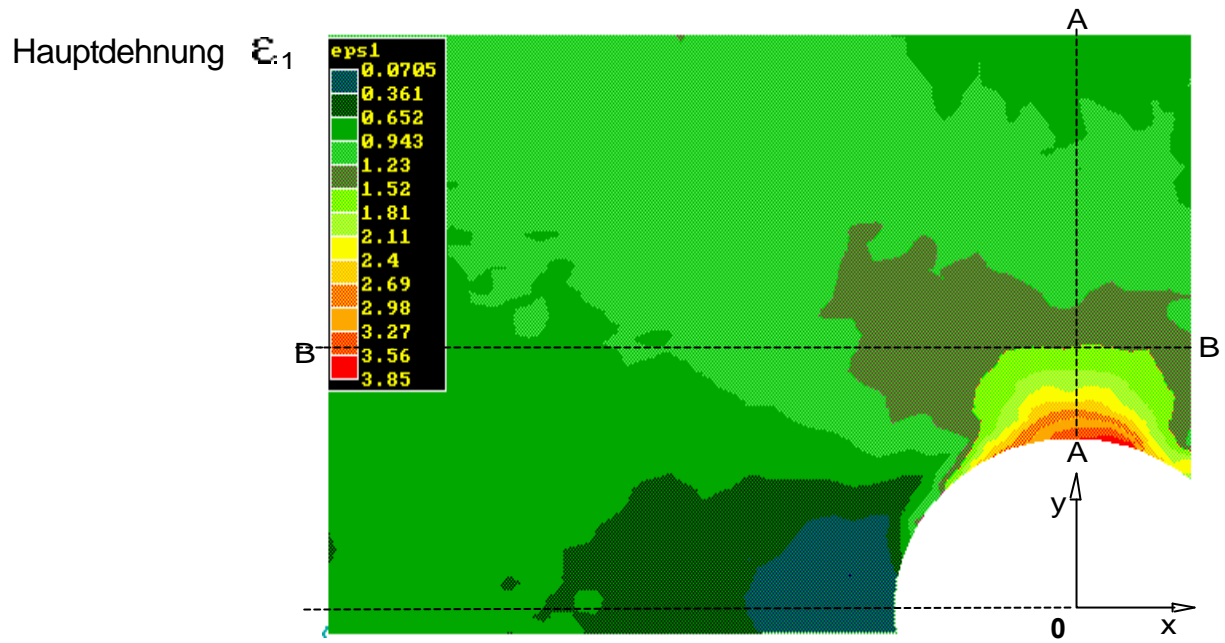 Hauptdehnung ε₁
A
eps1
0.0705
0.361
0.652
0.943
1.23
1.52
1.81
2.11
2.4
2.69
2.98
3.27
3.56
3.85
B B
A
y
0 x